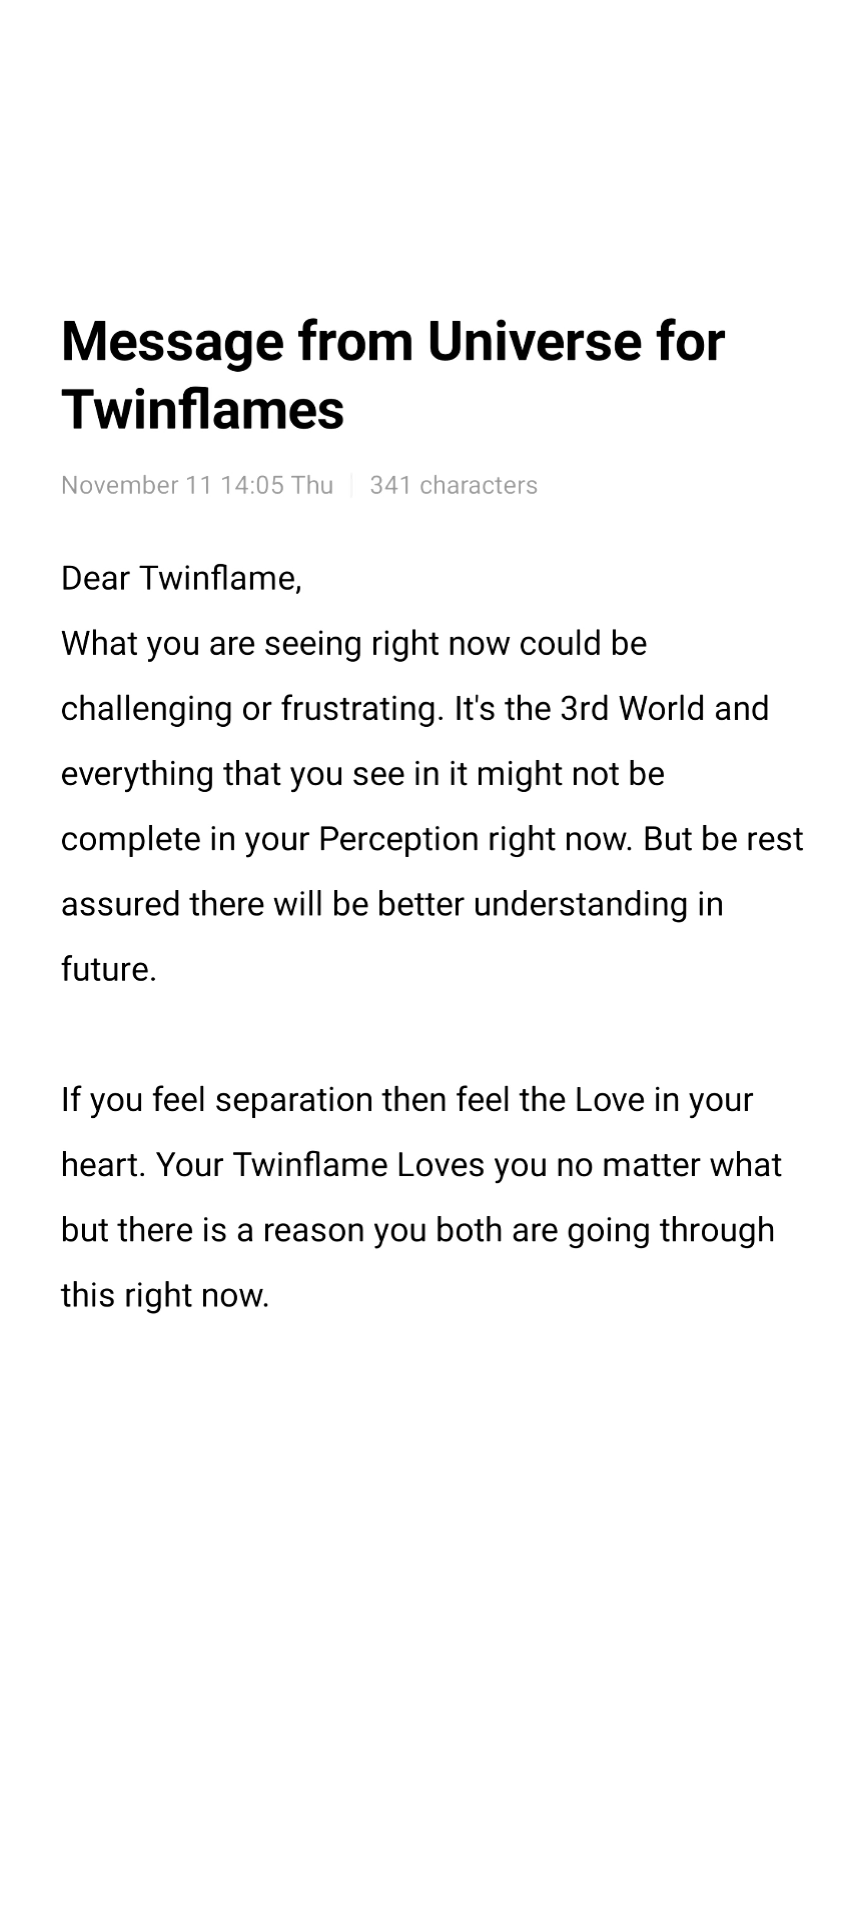 Message from Universe for
Twinflames
November 11 14:05 Thu | 341 characters
Dear Twinflame,
What you are seeing right now could be
challenging or frustrating. It's the 3rd World and
everything that you see in it might not be
complete in your Perception right now. But be rest
assured there will be better understanding in
future.
If you feel separation then feel the Love in your
heart. Your Twinflame Loves you no matter what
but there is a reason you both are going through
this right now.